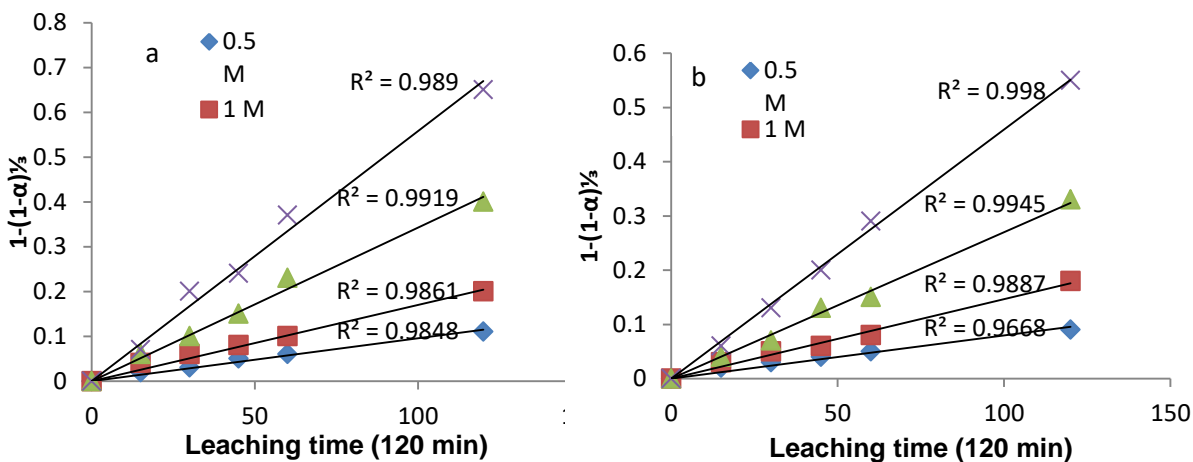 0.8
0.7
0.6
0.5
0.4
0.3
0.2
0.1
0
1-(1-α)⅓
a
0.5
M
1 M
R² = 0.989
R² = 0.9919
R² = 0.9861
R² = 0.9848
0 50 100
Leaching time (120 min)
0.6
0.5
0.4
0.3
0.2
0.1
0
1-(1-α)⅓
b
0.5
M
1 M
R² = 0.998
R² = 0.9945
R² = 0.9887
R² = 0.9668
0 50 100 150
Leaching time (120 min)